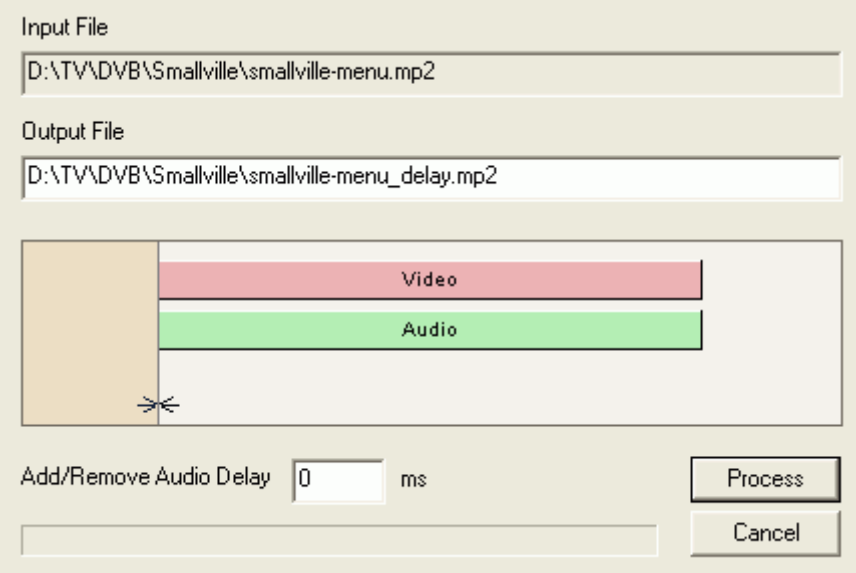 Input File
D:\TV\DVB\Smallville\smallville-menu.mp2
Output File
D:\TV\DVB\Smallville\smallville-menu_delay.mp2
Video
Audio
Add/Remove Audio Delay 0 ms Process
Cancel